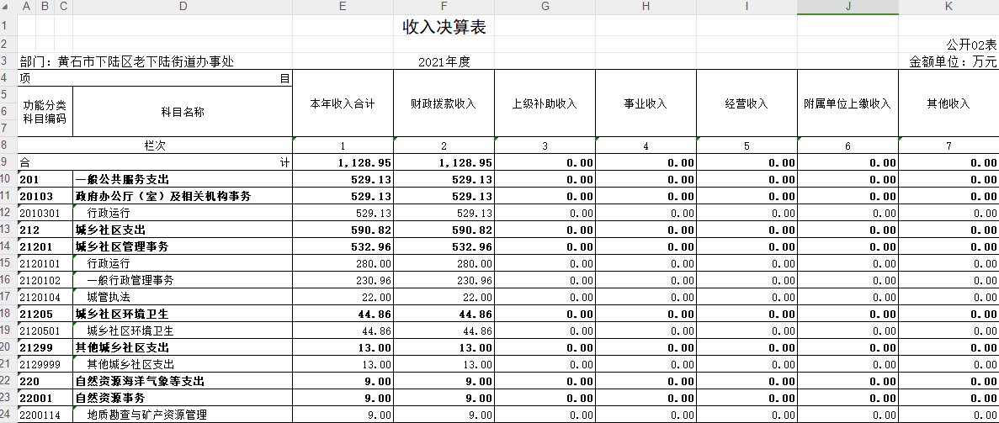 A B C D E F G H I J K
1 收入决算表
2 公开02表
3 部门：黄石市下陆区老下陆街道办事处 2021年度 金额单位：万元
4 项 目
5 功能分类 科目名称 本年收入合计 财政拨款收入 上级补助收入 事业收入 经营收入 附属单位上缴收入 其他收入
6 科目编码
7
8 栏次 1 2 3 4 5 6 7
9 合 计 1,128.95 1,128.95 0.00 0.00 0.00 0.00 0.00
10 201 一般公共服务支出 529.13 529.13 0.00 0.00 0.00 0.00 0.00
11 20103 政府办公厅（室）及相关机构事务 529.13 529.13 0.00 0.00 0.00 0.00 0.00
12 2010301 行政运行 529.13 529.13 0.00 0.00 0.00 0.00 0.00
13 212 城乡社区支出 590.82 590.82 0.00 0.00 0.00 0.00 0.00
14 21201 城乡社区管理事务 532.96 532.96 0.00 0.00 0.00 0.00 0.00
15 2120101 行政运行 280.00 280.00 0.00 0.00 0.00 0.00 0.00
16 2120102 一般行政管理事务 230.96 230.96 0.00 0.00 0.00 0.00 0.00
17 2120104 城管执法 22.00 22.00 0.00 0.00 0.00 0.00 0.00
18 21205 城乡社区环境卫生 44.86 44.86 0.00 0.00 0.00 0.00 0.00
19 2120501 城乡社区环境卫生 44.86 44.86 0.00 0.00 0.00 0.00 0.00
20 21299 其他城乡社区支出 13.00 13.00 0.00 0.00 0.00 0.00 0.00
21 2129999 其他城乡社区支出 13.00 13.00 0.00 0.00 0.00 0.00 0.00
22 220 自然资源海洋气象等支出 9.00 9.00 0.00 0.00 0.00 0.00 0.00
23 22001 自然资源事务 9.00 9.00 0.00 0.00 0.00 0.00 0.00
24 2200114 地质勘查与矿产资源管理 9.00 9.00 0.00 0.00 0.00 0.00 0.00